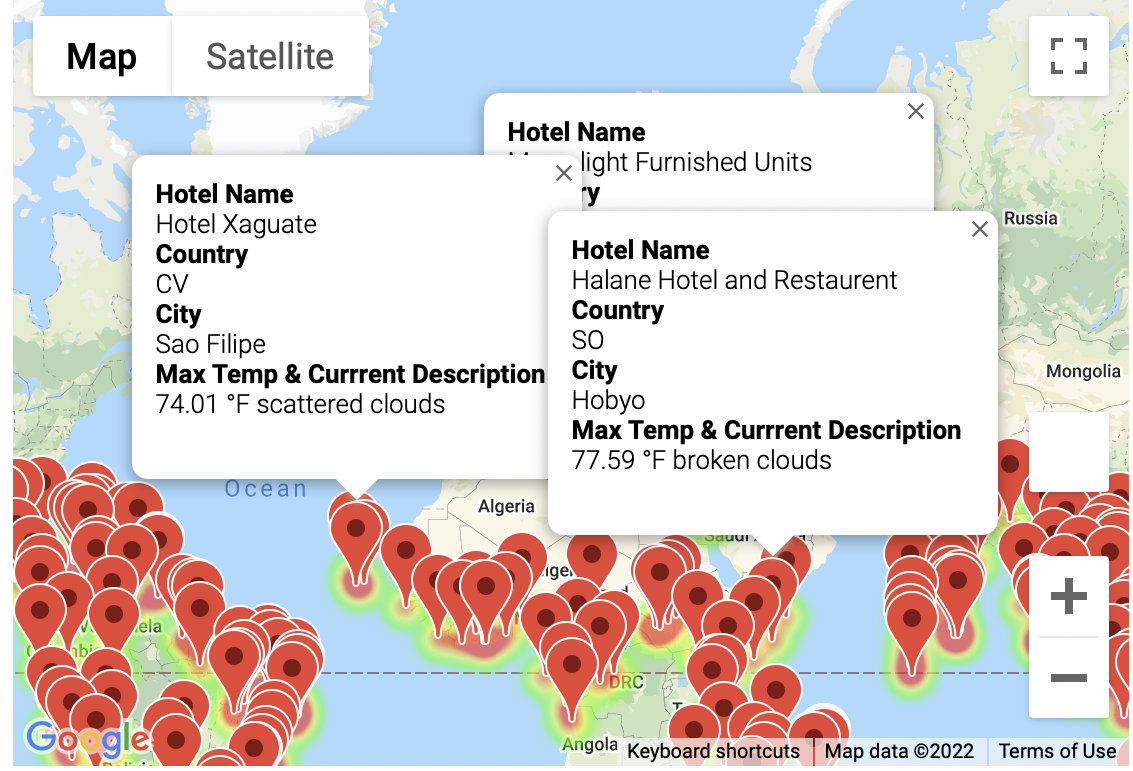 Map
Satellite
Hotel Name
light Furnished Units
ry
Hotel Name
Hotel Xaguate
Country
CV
City
Sao Filipe
Max Temp & Currrent Description
74.01 °F scattered clouds
Hotel Name
Halane Hotel and Restaurent
Country
SO
City
Hobyo
Max Temp & Currrent Description
77.59 °F broken clouds
Russia
Mongolia
Ocean
Algeria
DRC
Angola
Google
Keyboard shortcuts
Map data ©2022
Terms of Use